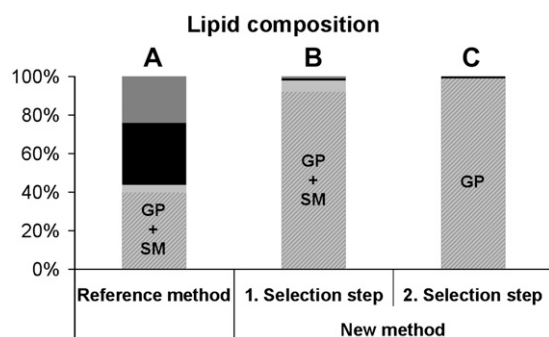 Lipid composition
A B C
100%
80%
60%
40%
20%
0%
GP
+
SM
GP
+
SM
GP
Reference method 1. Selection step 2. Selection step
New method